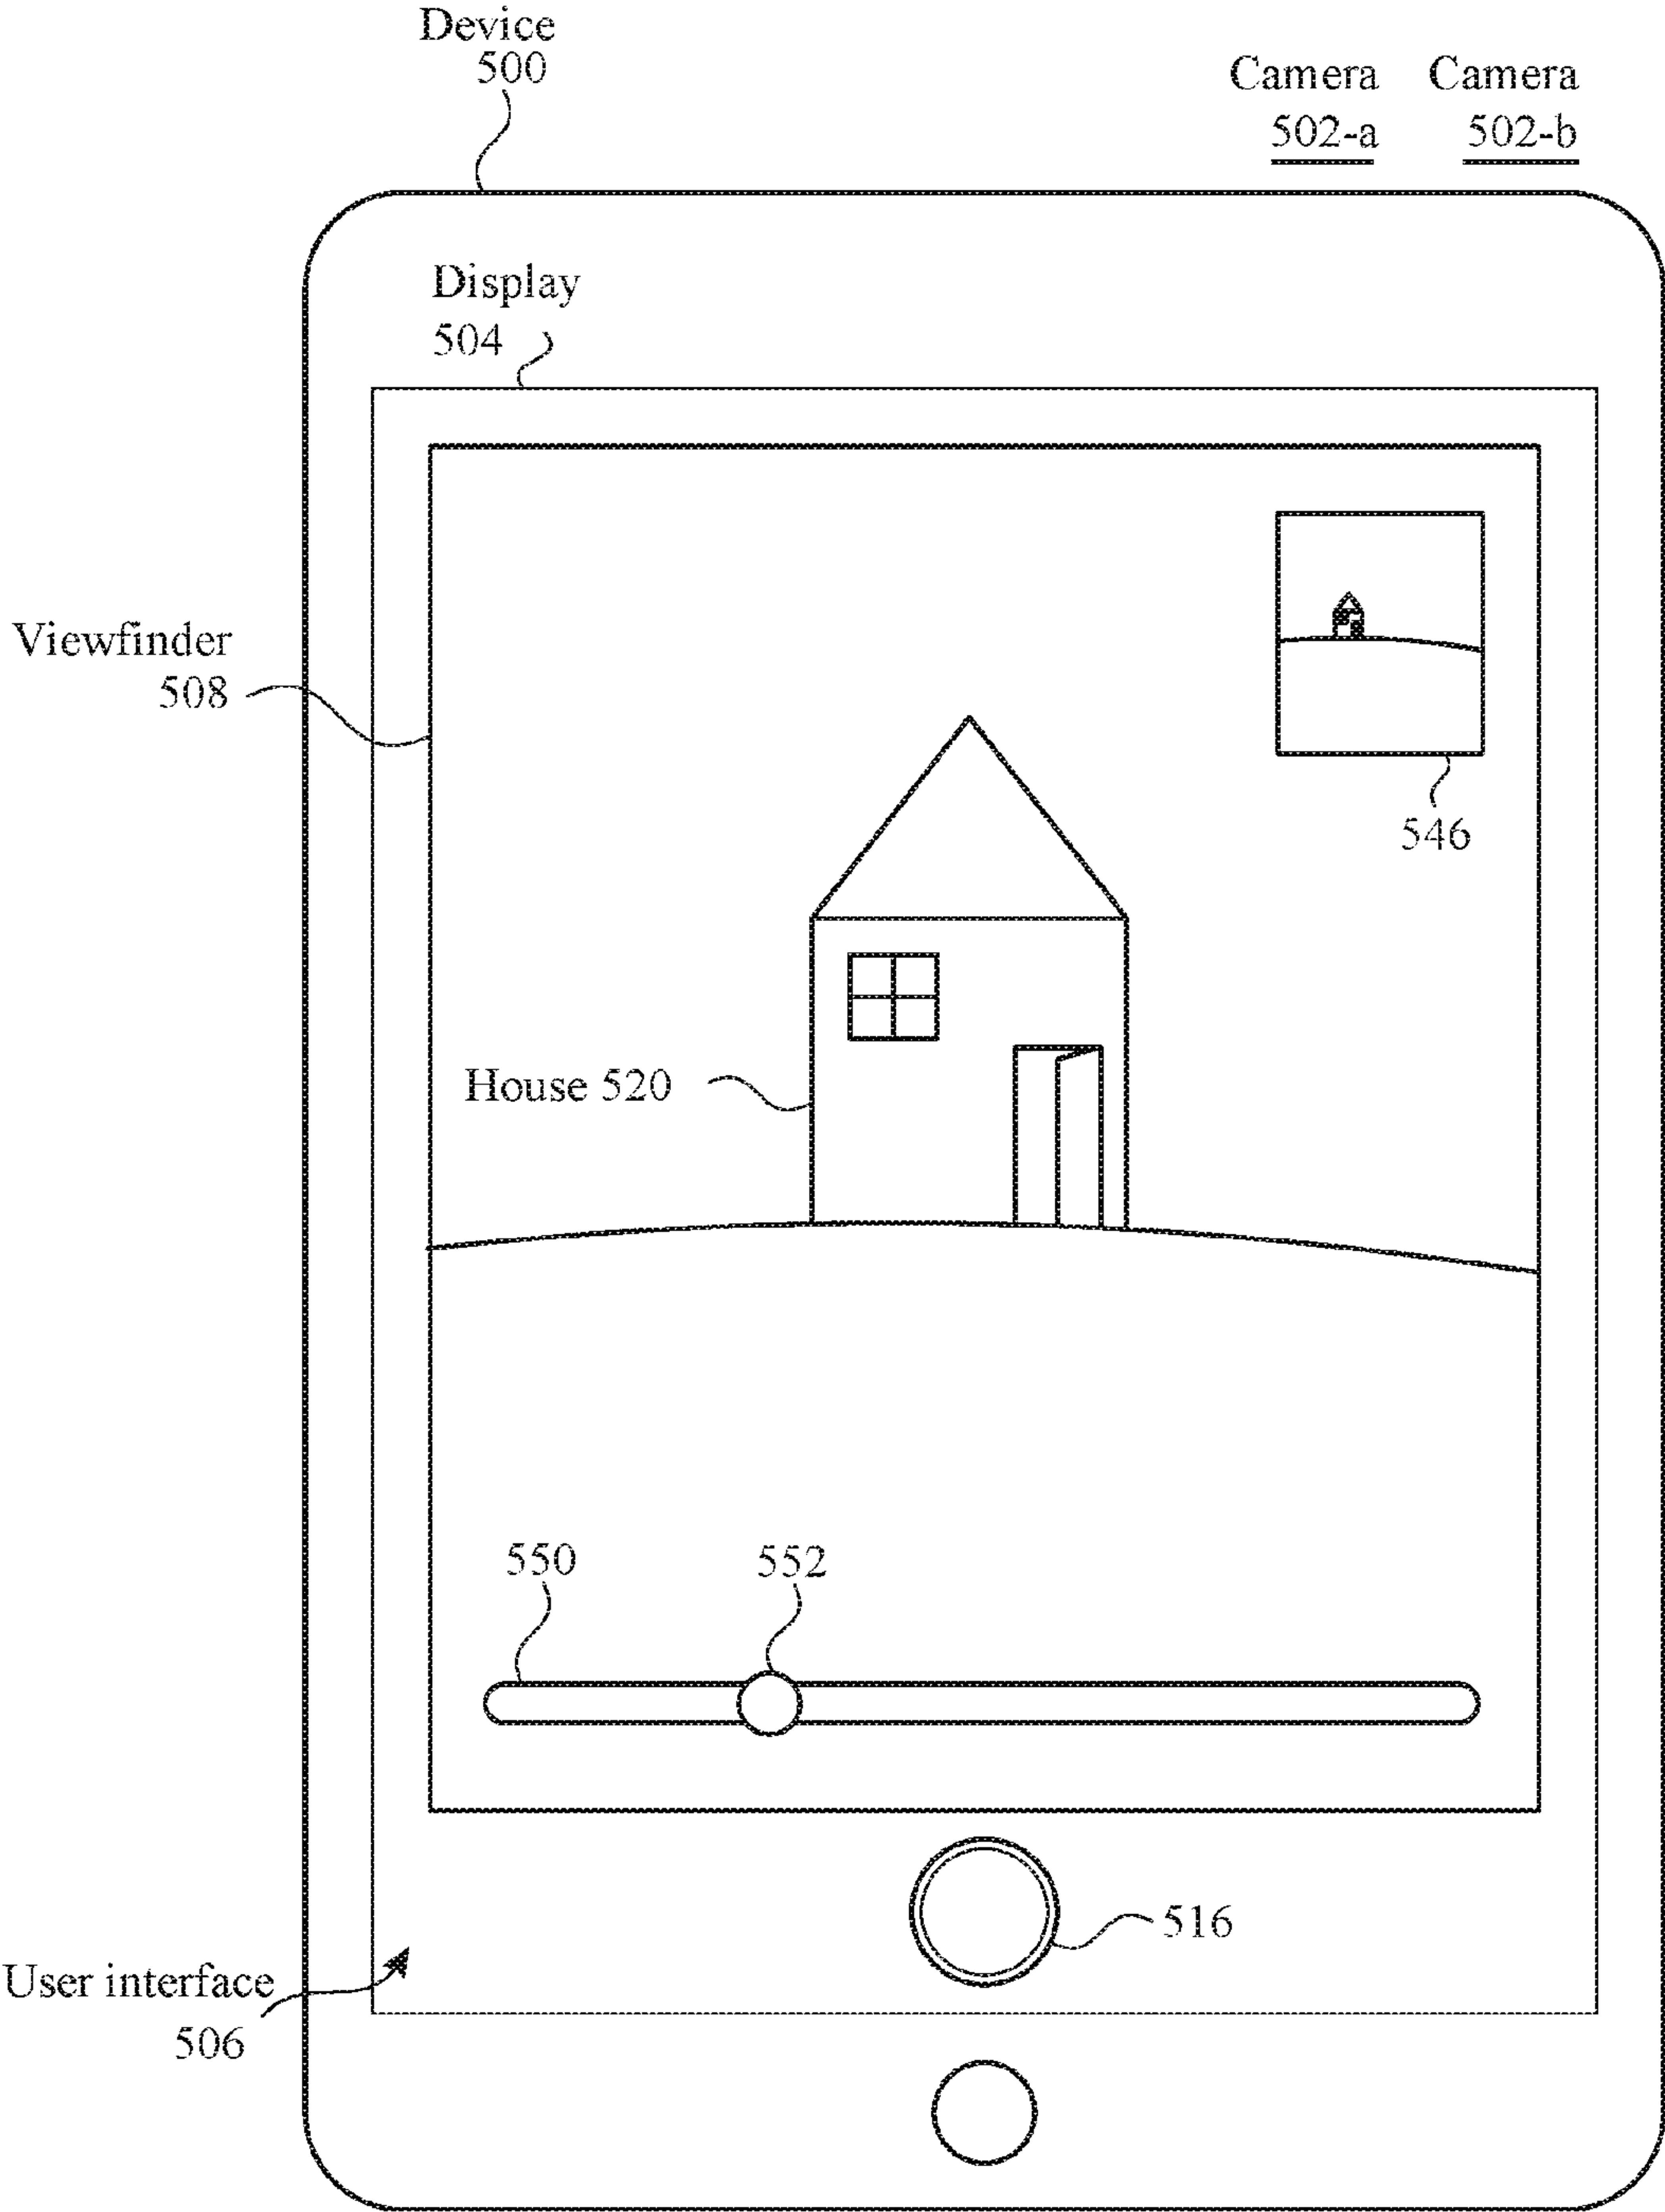 Device
500
Camera Camera
502-a 502-b
Display
504
Viewfinder
508
546
House 520
550 552
516
User interface
506